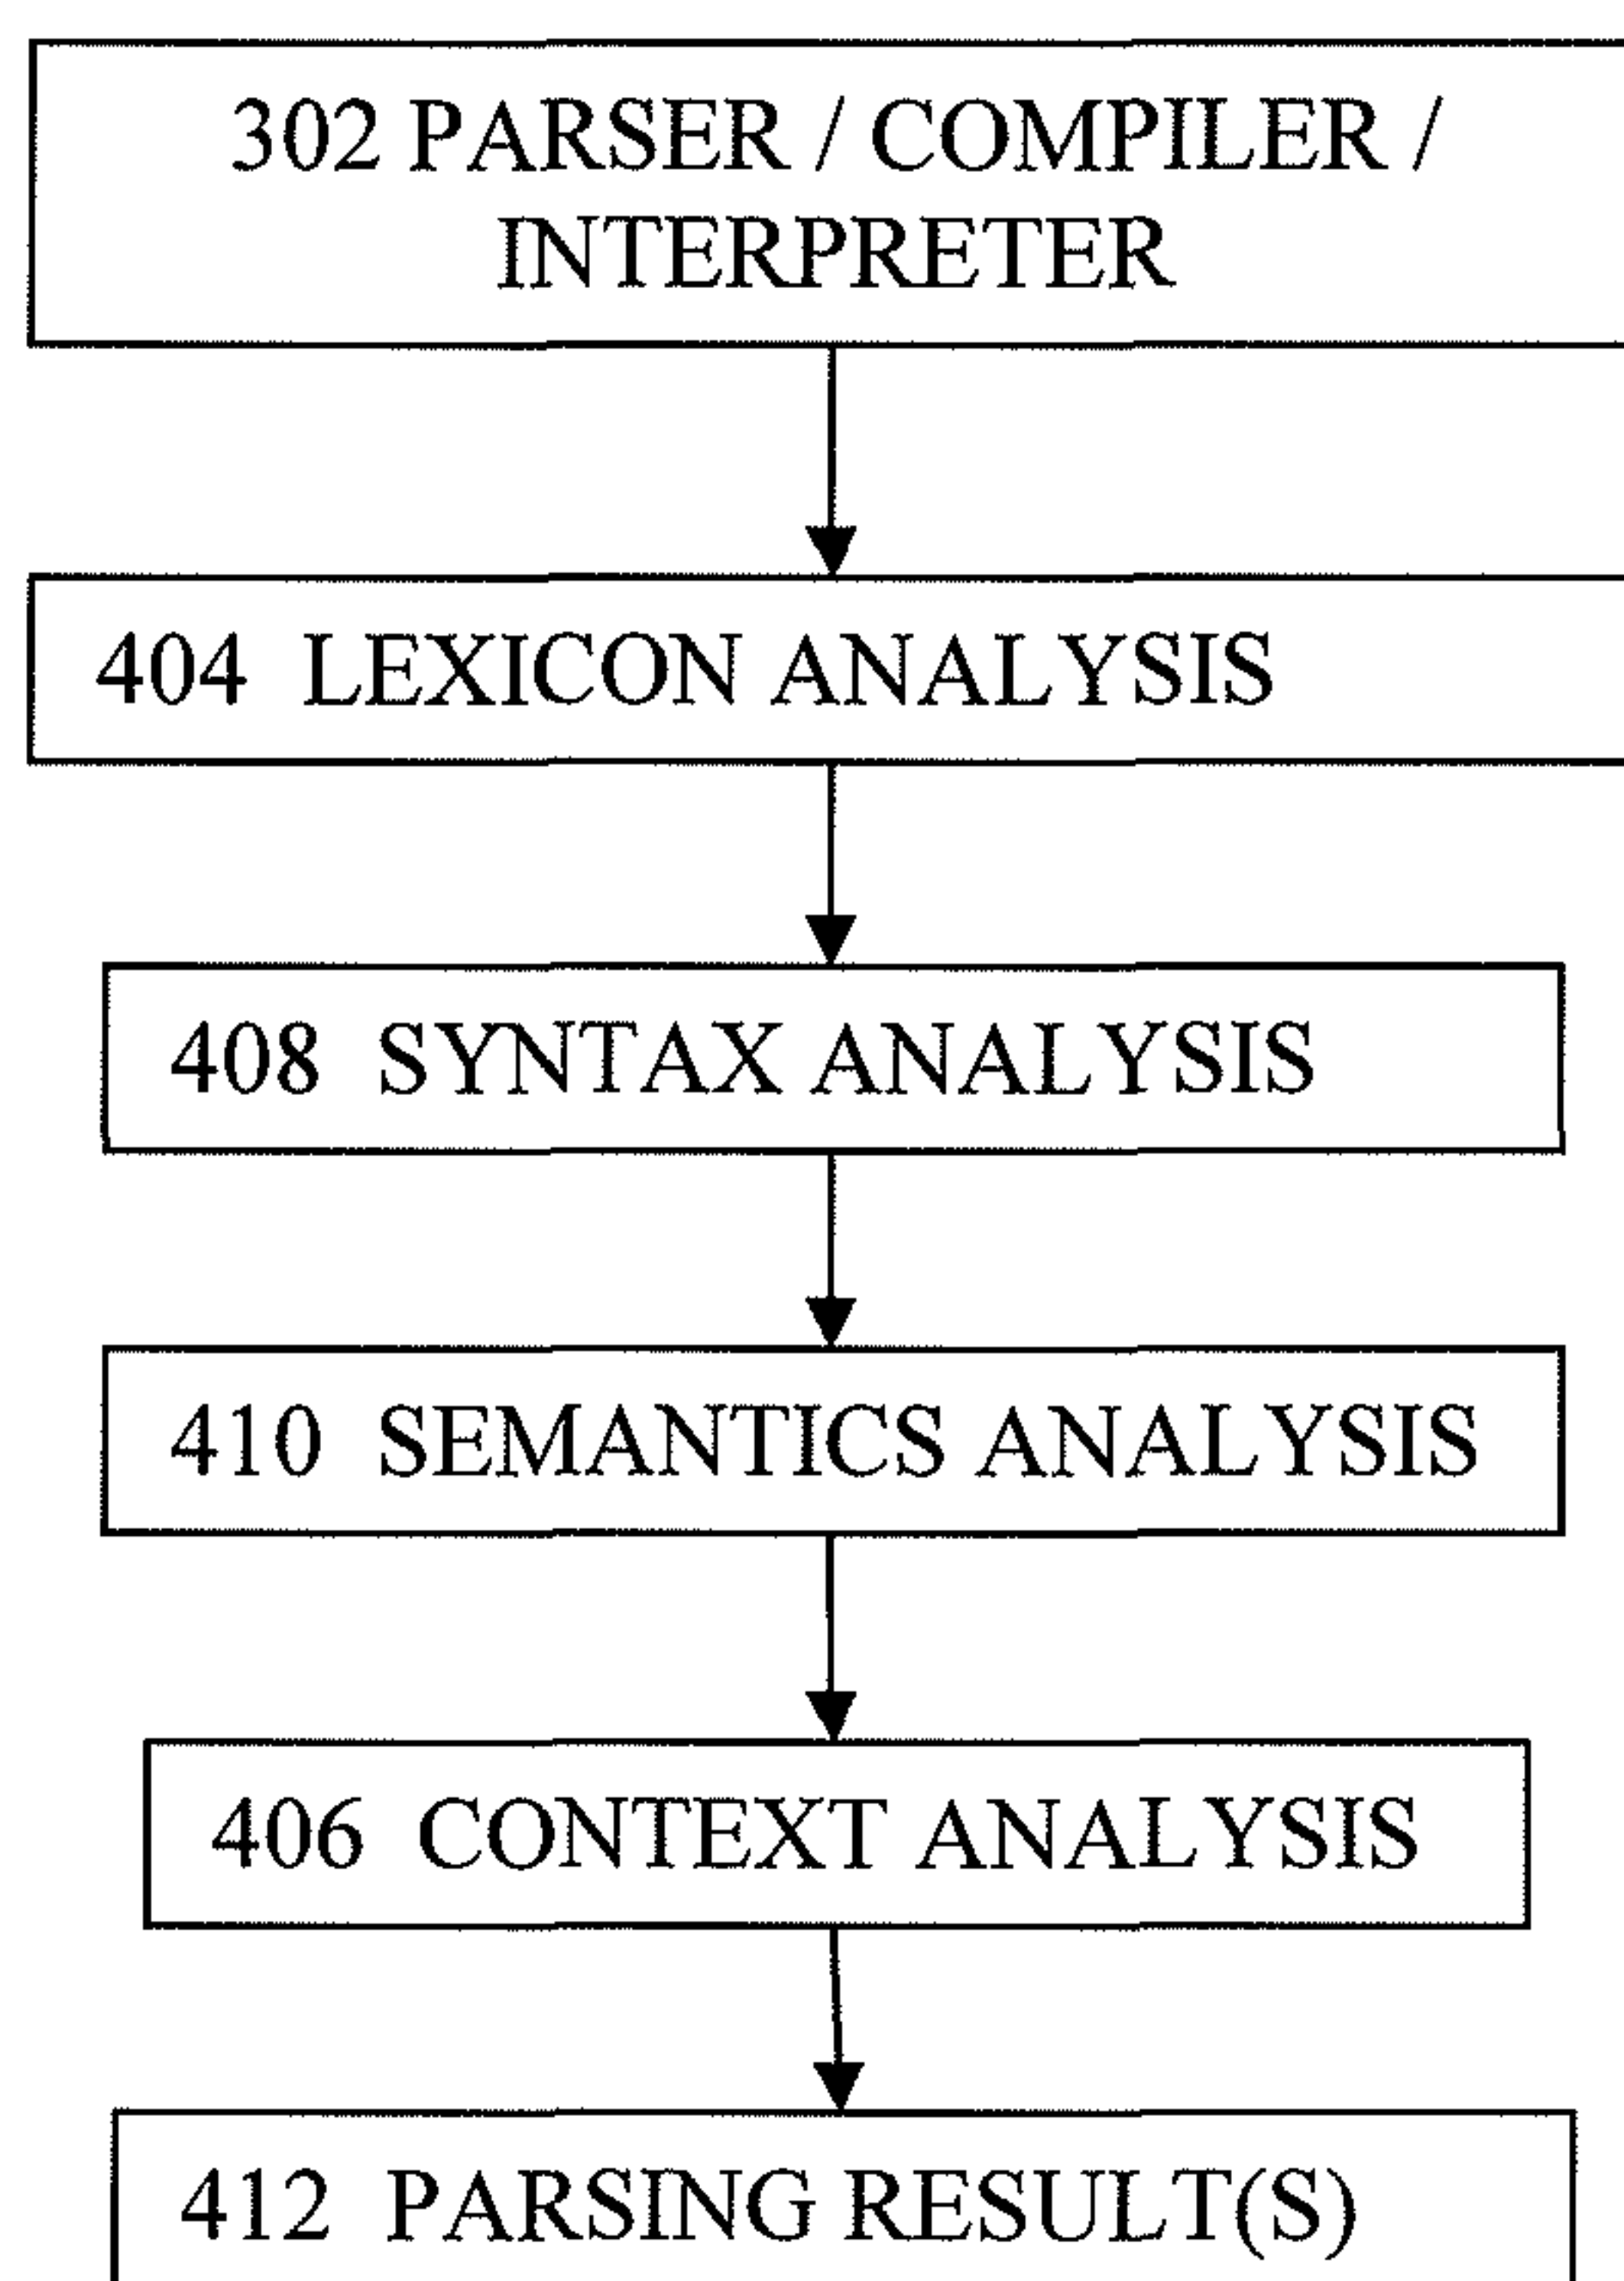 302 PARSER / COMPILER /
INTERPRETER
404 LEXICON ANALYSIS
408 SYNTAX ANALYSIS
410 SEMANTICS ANALYSIS
406 CONTEXT ANALYSIS
412 PARSING RESULT(S)